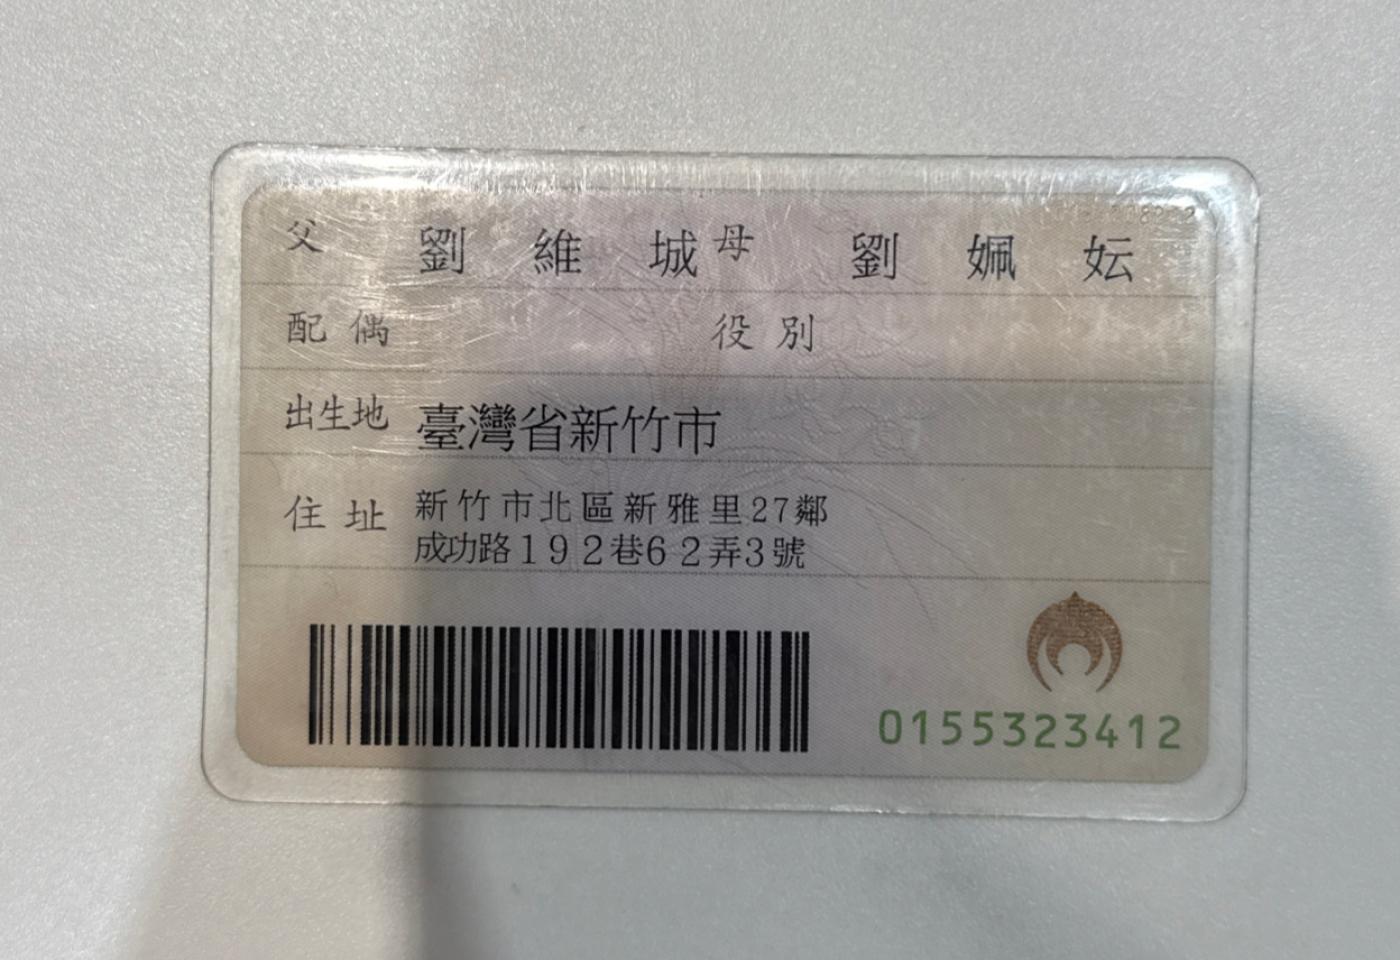 父 劉維城 母 劉姵妘
配偶 役別
出生地 臺灣省新竹市
住址 新竹市北區新雅里27鄰
成功路192巷62弄3號
0155323412